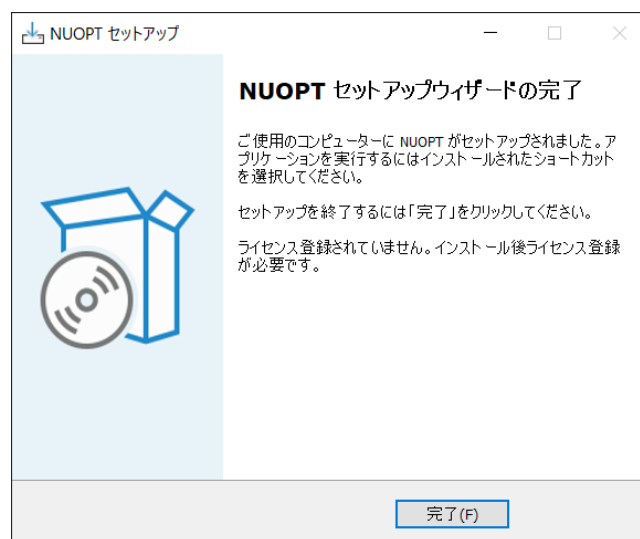 NUOPT セットアップ
NUOPT セットアップウィザードの完了
ご使用のコンピューターに NUOPT がセットアップされました。ア
プリケーションを実行するにはインストールされたショートカット
を選択してください。
セットアップを終了するには「完了」をクリックしてください。
ライセンス登録されていません。インストール後ライセンス登録
が必要です。
完了(F)